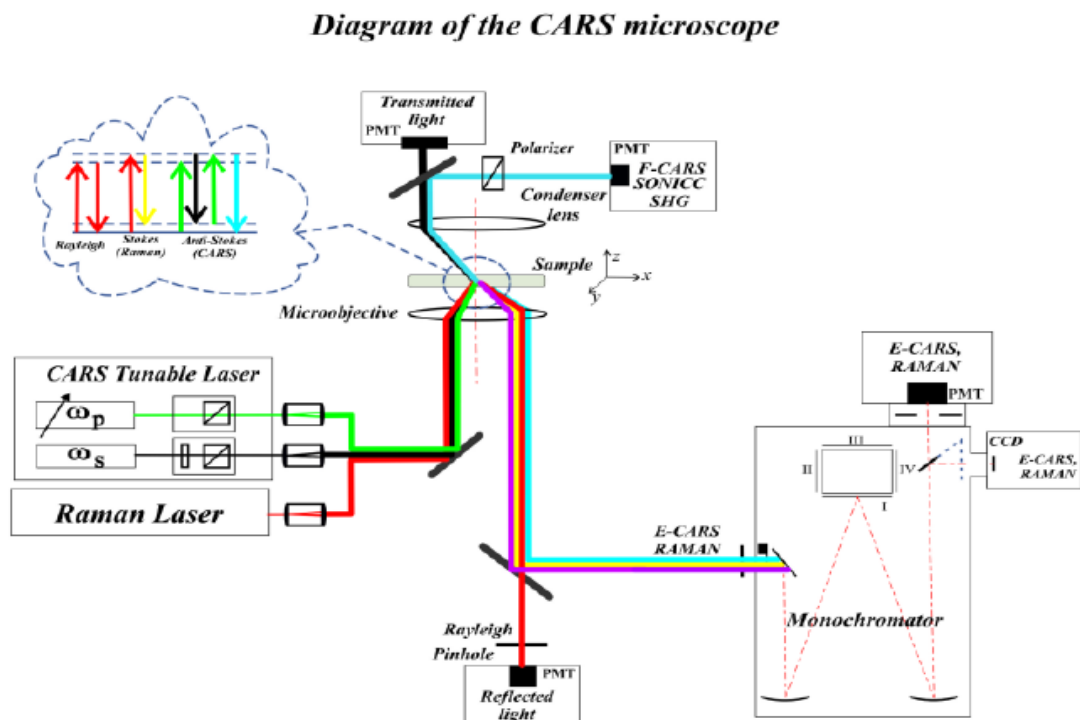 Diagram of the CARS microscope
Transmitted
light
PMT
Polarizer
PMT
F-CARS
SONICC
SHG
Condenser
lens
Rayleigh
Stokes
(Raman)
Anti-Stokes
(CARS)
Sample
z
x
y
Microobjective
CARS Tunable Laser
ωp
ωs
Raman Laser
E-CARS,
RAMAN
PMT
CCD
E-CARS,
RAMAN
III
II
IV
I
E-CARS
RAMAN
Monochromator
Rayleigh
Pinhole
PMT
Reflected
light